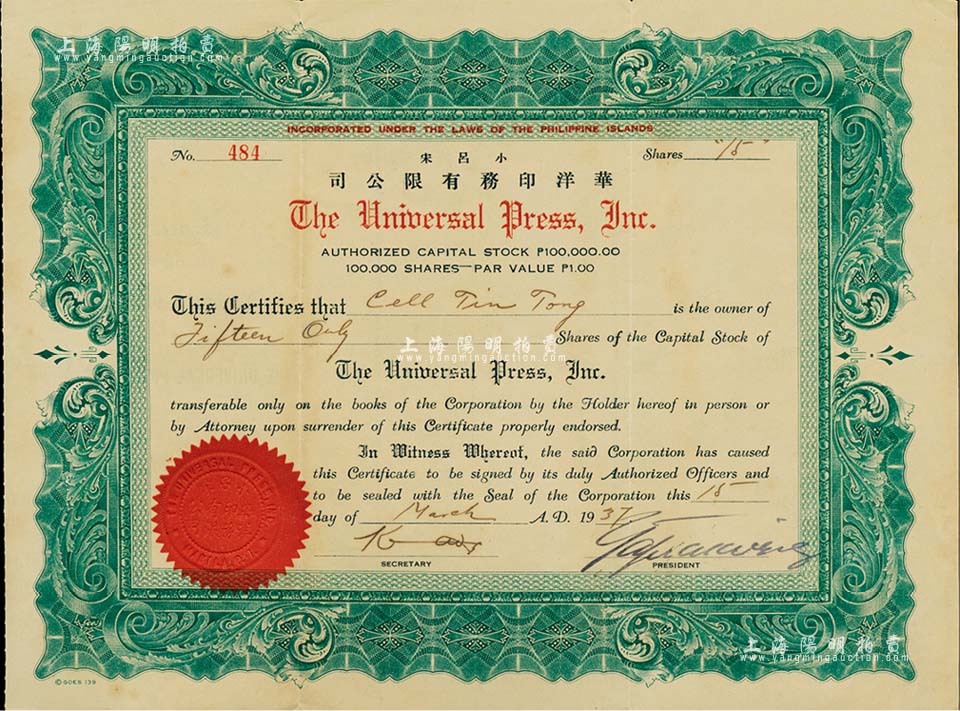 上海陽明拍賣
www.yangmingauction.com
INCORPORATED UNDER THE LAWS OF THE PHILIPPINE ISLANDS
No. 484
Shares "15"
宋呂小
司公限有務印洋華
The Universal Press, Inc.
AUTHORIZED CAPITAL STOCK ₱100,000.00
100,000 SHARES—PAR VALUE ₱1.00
This Certifies that Cell Tin Tong is the owner of
Fifteen Only Shares of the Capital Stock of
上海陽明拍賣
www.yangmingauction.com
The Universal Press, Inc.
transferable only on the books of the Corporation by the Holder hereof in person or
by Attorney upon surrender of this Certificate properly endorsed.
In Witness Whereof, the said Corporation has caused
this Certificate to be signed by its duly Authorized Officers and
to be sealed with the Seal of the Corporation this 15
day of March A. D. 1937
SECRETARY
PRESIDENT
THE UNIVERSAL PRESS, INC.
MANILA, P.I.
上海陽明拍賣
www.yangmingauction.com
© GOES 139